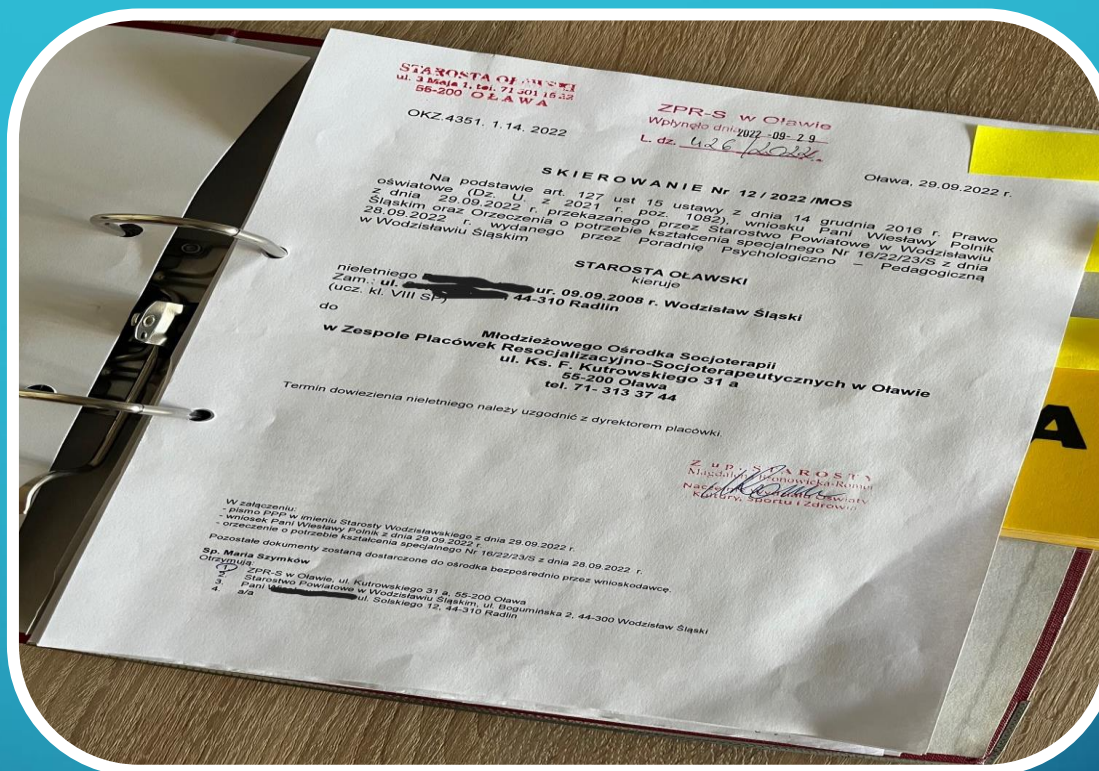 STAROSTA OŁAWSKI
ul. 3 Maja 1, tel. 71 301 15 22
55-200 OŁAWA
OKZ.4351. 1.14. 2022
ZPR-S w Oławie
Wpłynęło dnia 2022 -09- 2 9
L. dz. 426/2022
Oława, 29.09.2022 r.
SKIEROWANIE Nr 12 / 2022 /MOS
Na podstawie art. 127 ust 15 ustawy z dnia 14 grudnia 2016 r. Prawo
oświatowe (Dz. U. z 2021 r. poz. 1082), wniosku Pani Wiesławy Polnik
z dnia 29.09.2022 r. przekazanego przez Starostwo Powiatowe w Wodzisławiu
Śląskim oraz Orzeczenia o potrzebie kształcenia specjalnego Nr 16/22/23/S z dnia
28.09.2022 r. wydanego przez Poradnię Psychologiczno – Pedagogiczną
w Wodzisławiu Śląskim
STAROSTA OŁAWSKI
kieruje
nieletniego ur. 09.09.2008 r. Wodzisław Śląski
Zam.: ul. , 44-310 Radlin
(ucz. kl. VIII SP)
do
Młodzieżowego Ośrodka Socjoterapii
w Zespole Placówek Resocjalizacyjno-Socjoterapeutycznych w Oławie
ul. Ks. F. Kutrowskiego 31 a
55-200 Oława
tel. 71- 313 37 44
Termin dowiezienia nieletniego należy uzgodnić z dyrektorem placówki.
Z up. STAROSTY
Naczelnik Oświaty,
Kultury, Sportu i Zdrowia
W załączeniu:
- pismo PPP w imieniu Starosty Wodzisławskiego z dnia 29.09.2022 r.
- wniosek Pani Wiesławy Polnik z dnia 29.09.2022 r.
- orzeczenie o potrzebie kształcenia specjalnego Nr 16/22/23/S z dnia 28.09.2022 r.
Pozostałe dokumenty zostaną dostarczone do ośrodka bezpośrednio przez wnioskodawcę.
Sp. Maria Szymków
Otrzymują:
1. ZPR-S w Oławie, ul. Kutrowskiego 31 a, 55-200 Oława
2. Starostwo Powiatowe w Wodzisławiu Śląskim, ul. Bogumińska 2, 44-300 Wodzisław Śląski
3. Pani ul. Solskiego 12, 44-310 Radlin
4. a/a
A